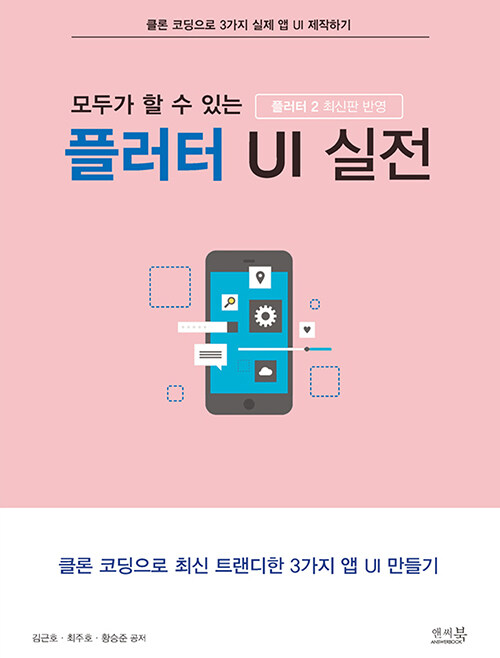 클론 코딩으로 3가지 실제 앱 UI 제작하기
모두가 할 수 있는 플러터 2 최신판 반영
플러터 UI 실전
클론 코딩으로 최신 트랜디한 3가지 앱 UI 만들기
김근호 · 최주호 · 황승준 공저
앤써북
ANSWERBOOK